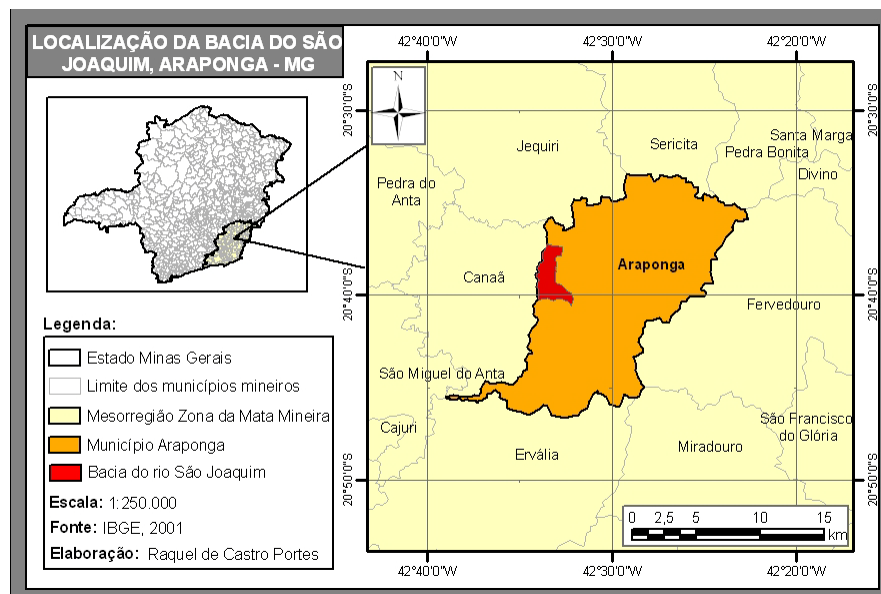 LOCALIZAÇÃO DA BACIA DO SÃO
JOAQUIM, ARAPONGA - MG
Legenda:
Estado Minas Gerais
Limite dos municípios mineiros
Mesorregião Zona da Mata Mineira
Município Araponga
Bacia do rio São Joaquim
Escala: 1:250.000
Fonte: IBGE, 2001
Elaboração: Raquel de Castro Portes
42°40'0"W
42°30'0"W
42°20'0"W
N
20°30'0"S
20°30'0"S
Jequiri
Sericita
Santa Marga
Pedra Bonita
Divino
Pedra do
Anta
Araponga
Canaã
20°40'0"S
20°40'0"S
Fervedouro
São Miguel do Anta
Cajuri
São Francisco
do Glória
Ervália
Miradouro
20°50'0"S
20°50'0"S
0 2,5 5 10 15
km
42°40'0"W
42°30'0"W
42°20'0"W